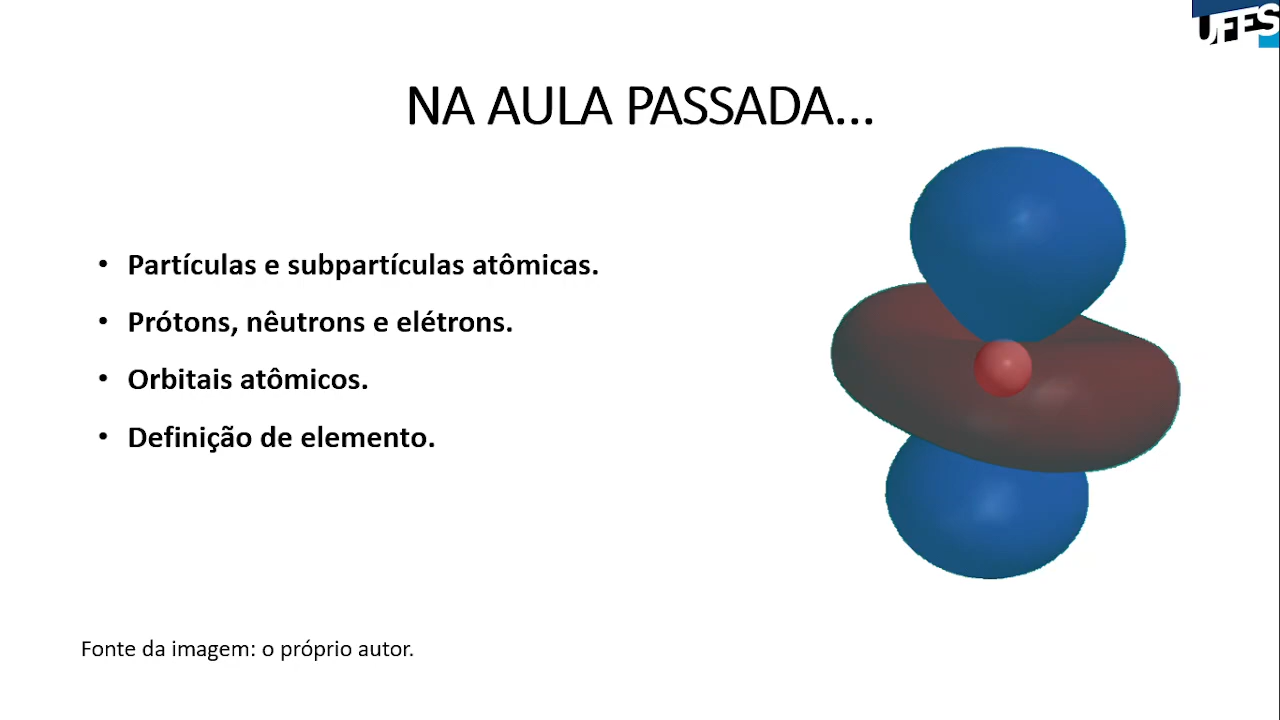 UFES
NA AULA PASSADA...
• Partículas e subpartículas atômicas.
• Prótons, nêutrons e elétrons.
• Orbitais atômicos.
• Definição de elemento.
Fonte da imagem: o próprio autor.